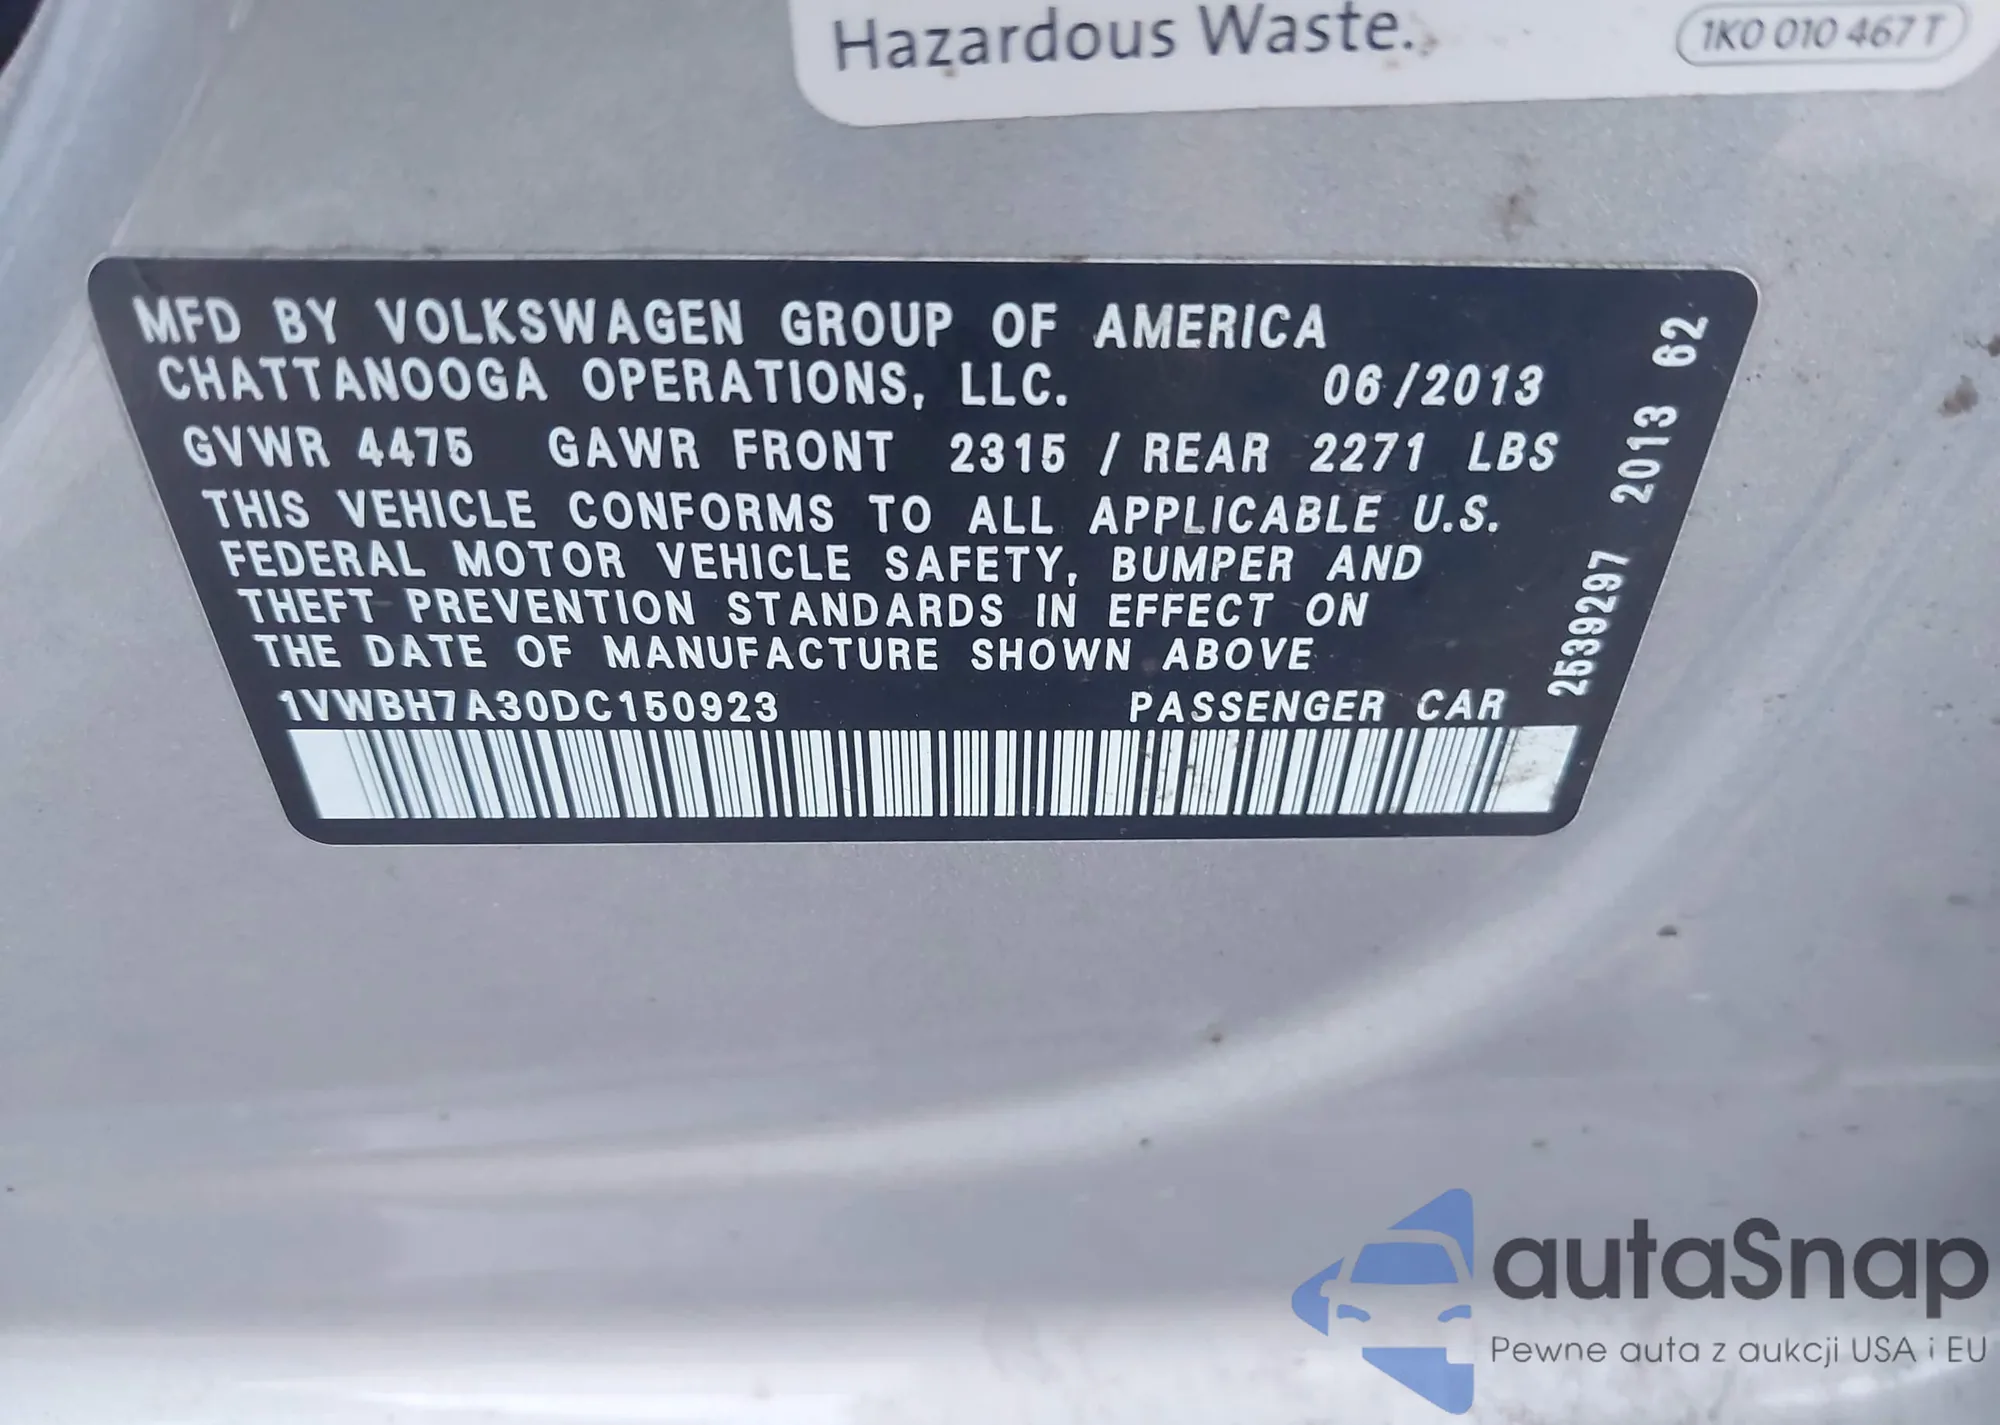 Hazardous Waste.
1K0 010 467 T
MFD BY VOLKSWAGEN GROUP OF AMERICA
CHATTANOOGA OPERATIONS, LLC. 06/2013
GVWR 4475 GAWR FRONT 2315 / REAR 2271 LBS
THIS VEHICLE CONFORMS TO ALL APPLICABLE U.S.
FEDERAL MOTOR VEHICLE SAFETY, BUMPER AND
THEFT PREVENTION STANDARDS IN EFFECT ON
THE DATE OF MANUFACTURE SHOWN ABOVE
1VWBH7A30DC150923 PASSENGER CAR
2539297 2013 62
autaSnap
Pewne auta z aukcji USA i EU